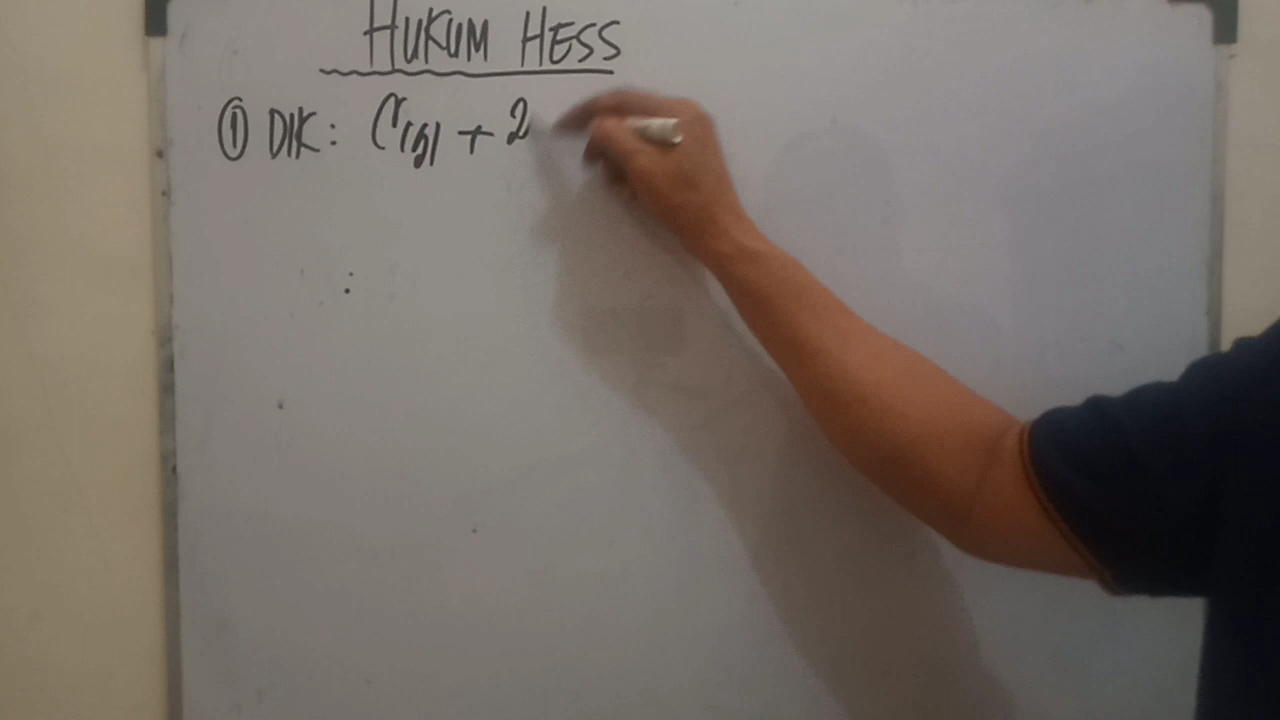 HUKUM HESS
① DIK: C(g) + 2